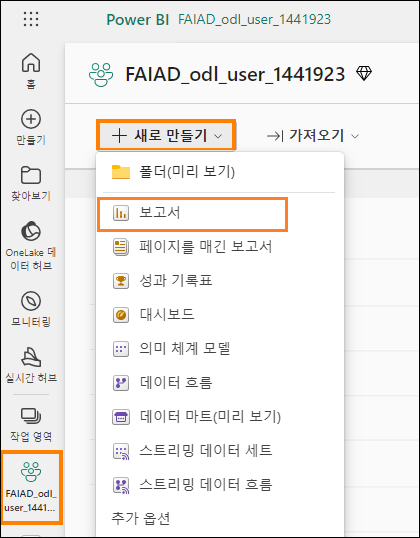 Power BI FAIAD_odl_user_1441923
FAIAD_odl_user_1441923
홈
만들기
찾아보기
OneLake 데
이터 허브
모니터링
실시간 허브
작업 영역
FAIAD_odl_
user_1441...
새로 만들기
가져오기
폴더(미리 보기)
보고서
페이지를 매긴 보고서
성과 기록표
대시보드
의미 체계 모델
데이터 흐름
데이터 마트(미리 보기)
스트리밍 데이터 세트
스트리밍 데이터 흐름
추가 옵션